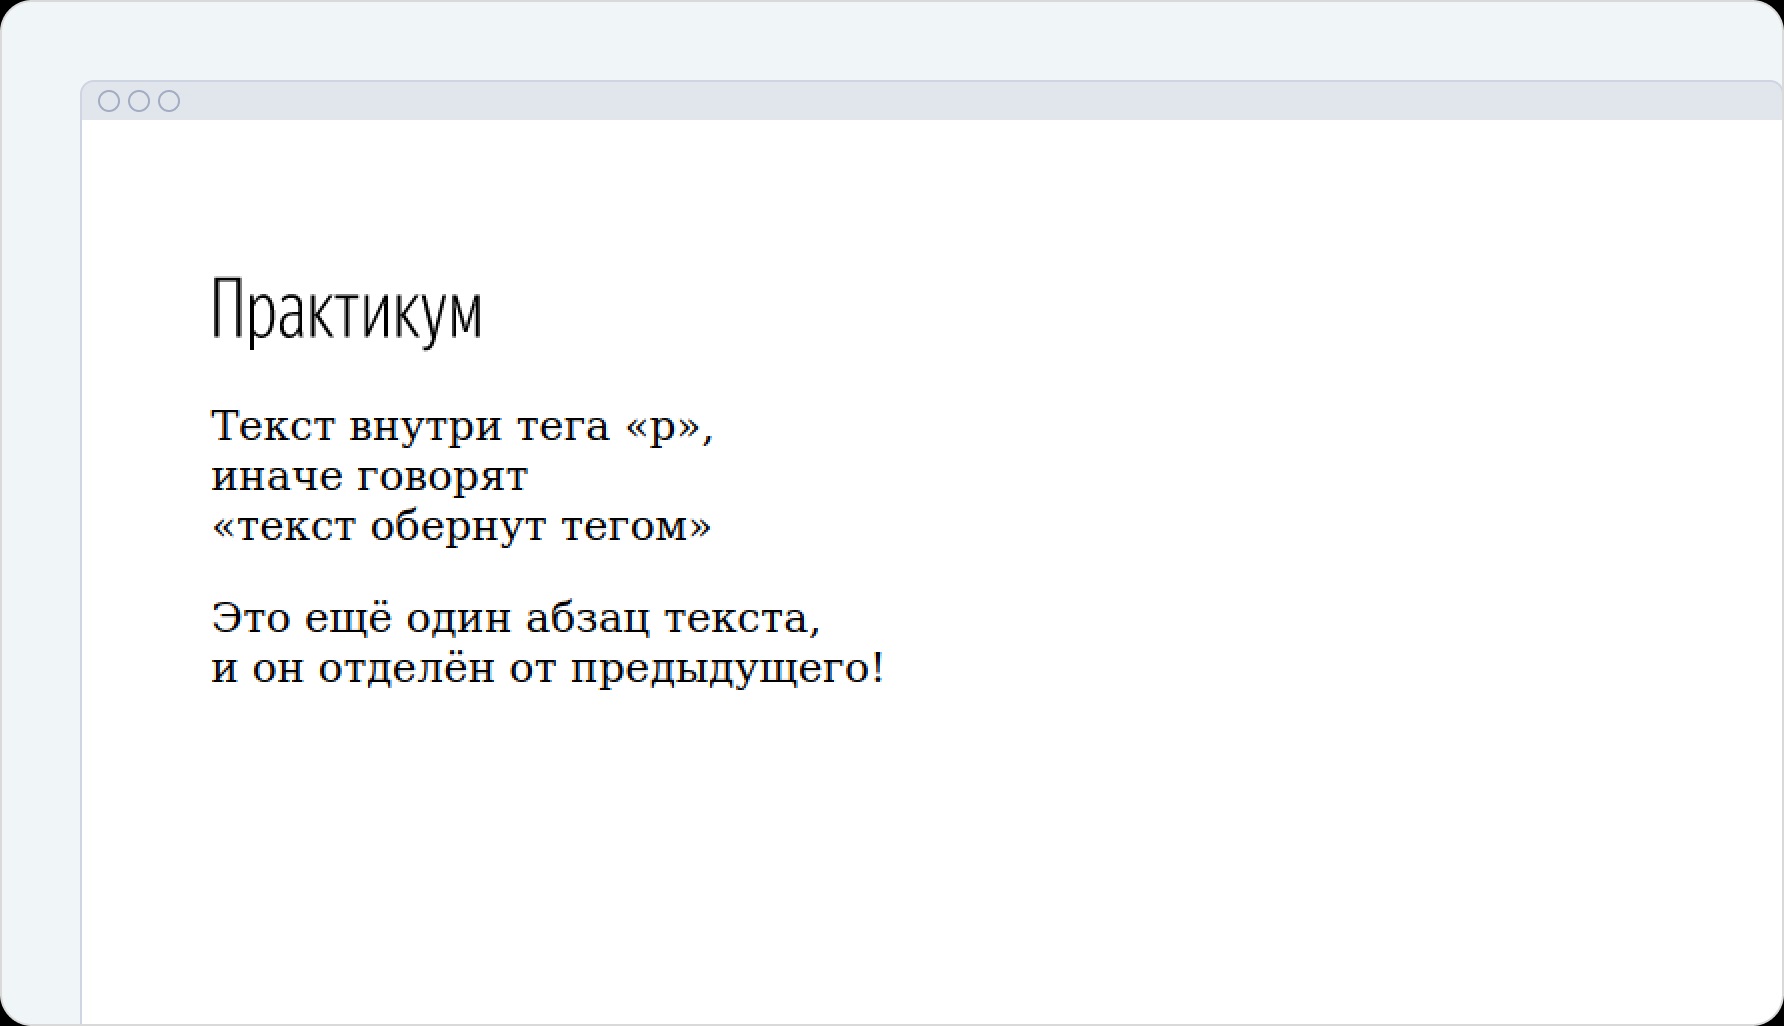 Практикум
Текст внутри тега «p»,
иначе говорят
«текст обернут тегом»
Это ещё один абзац текста,
и он отделён от предыдущего!